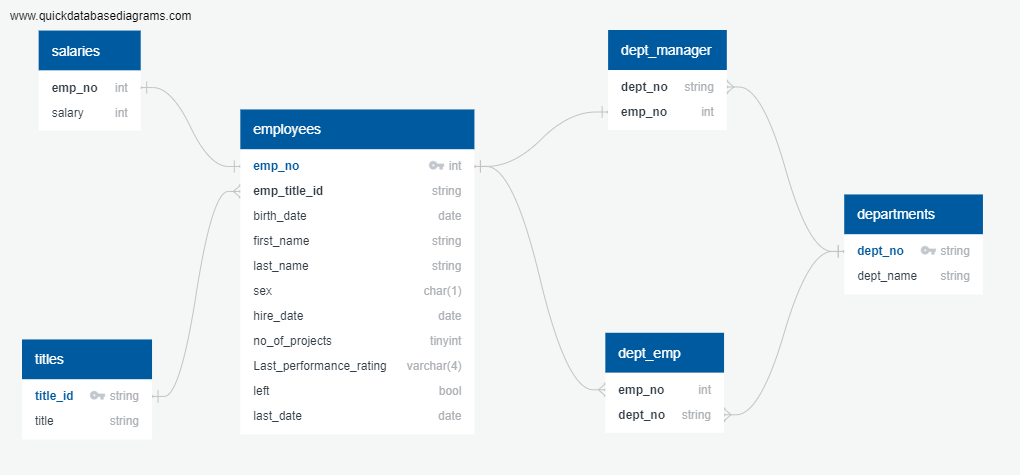 www.quickdatabasediagrams.com
salaries
emp_no int
salary int
employees
emp_no int
emp_title_id string
birth_date date
first_name string
last_name string
sex char(1)
hire_date date
no_of_projects tinyint
Last_performance_rating varchar(4)
left bool
last_date date
titles
title_id string
title string
dept_manager
dept_no string
emp_no int
departments
dept_no string
dept_name string
dept_emp
emp_no int
dept_no string